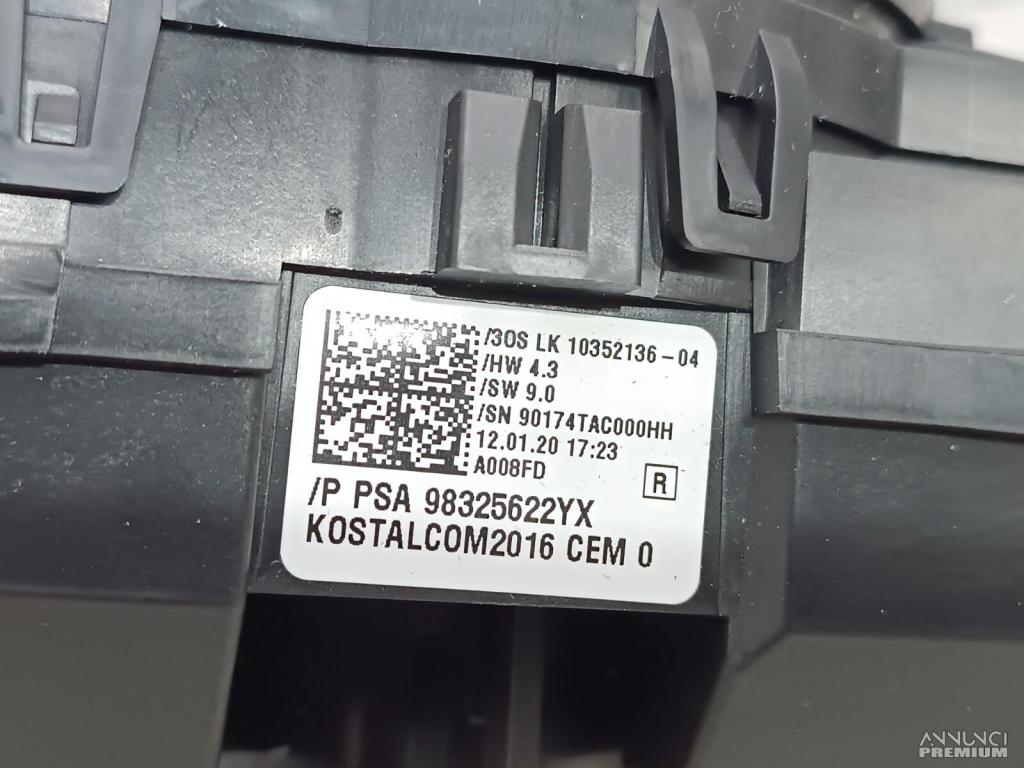 /3OS LK 10352136-04
/HW 4.3
/SW 9.0
/SN 90174TAC000HH
12.01.20 17:23
A008FD
R
/P PSA 98325622YX
KOSTALCOM2016 CEM 0
ANNUNCI
PREMIUM